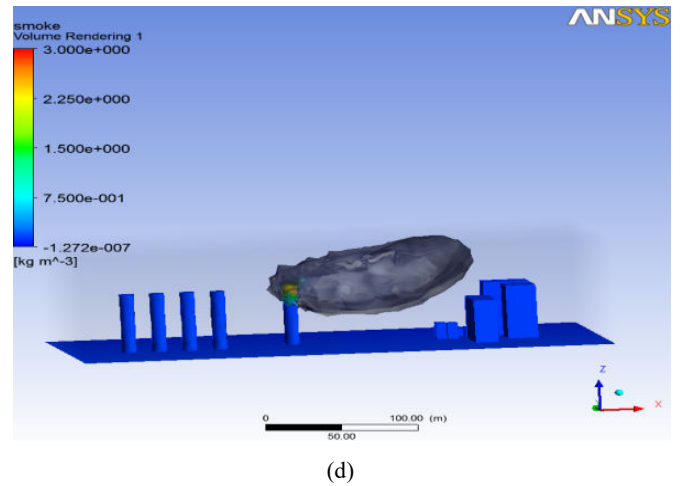 smoke
Volume Rendering 1
ANSYS
3.000e+000
2.250e+000
1.500e+000
7.500e-001
-1.272e-007
[kg m^-3]
Z
X
0 100.00 (m)
50.00
(d)